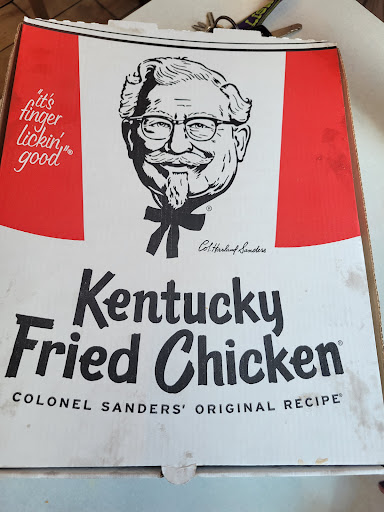 "it's
finger
lickin'
good"®
®
Col. Harland Sanders
Kentucky
Fried Chicken®
COLONEL SANDERS' ORIGINAL RECIPE®